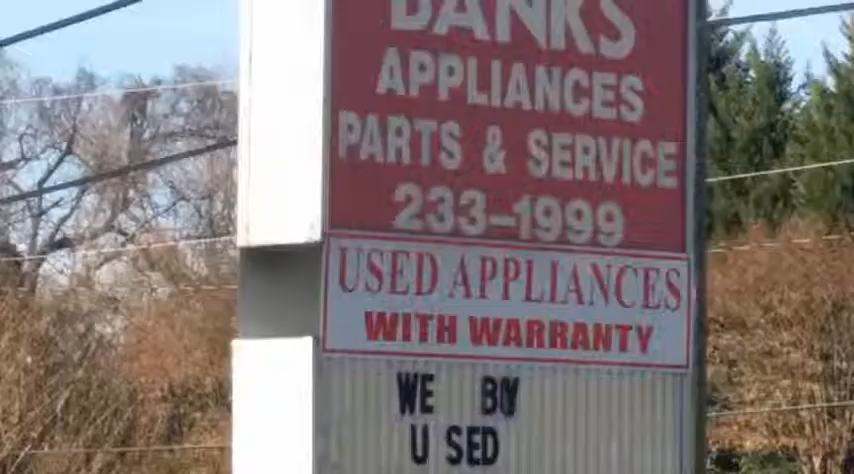 BANKS
APPLIANCES
PARTS & SERVICE
233-1999
USED APPLIANCES
WITH WARRANTY
WE BUY
USED